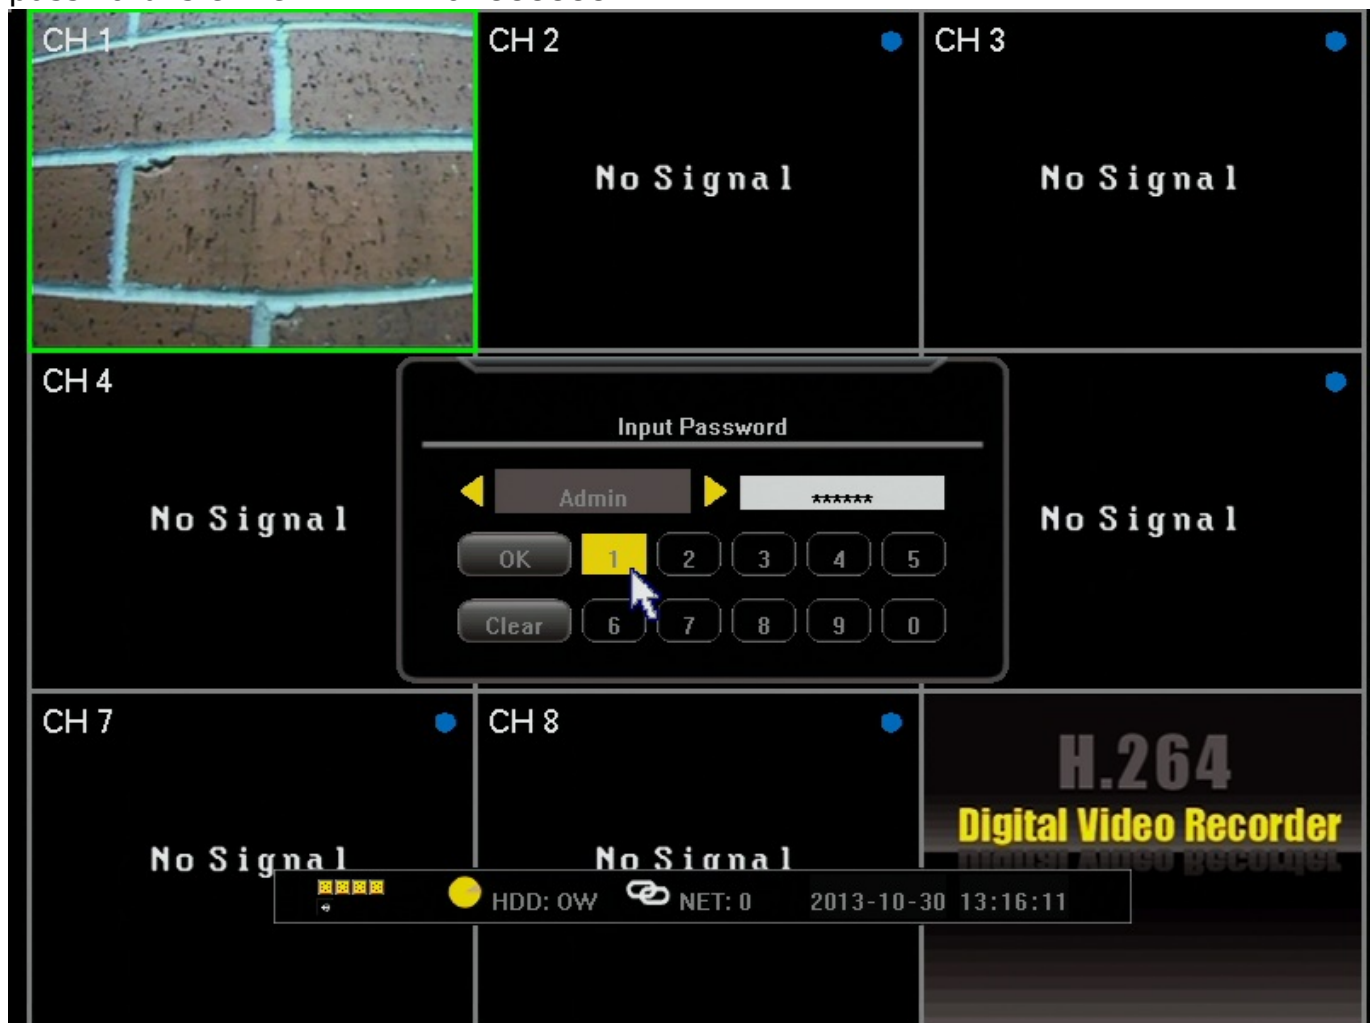 CH 1
CH 2
CH 3
No Signal
No Signal
CH 4
Input Password
Admin
******
No Signal
No Signal
OK 1 2 3 4 5
Clear 6 7 8 9 0
CH 7
CH 8
H.264
Digital Video Recorder
No Signal
No Signal
HDD: OW
NET: 0
2013-10-30 13:16:11